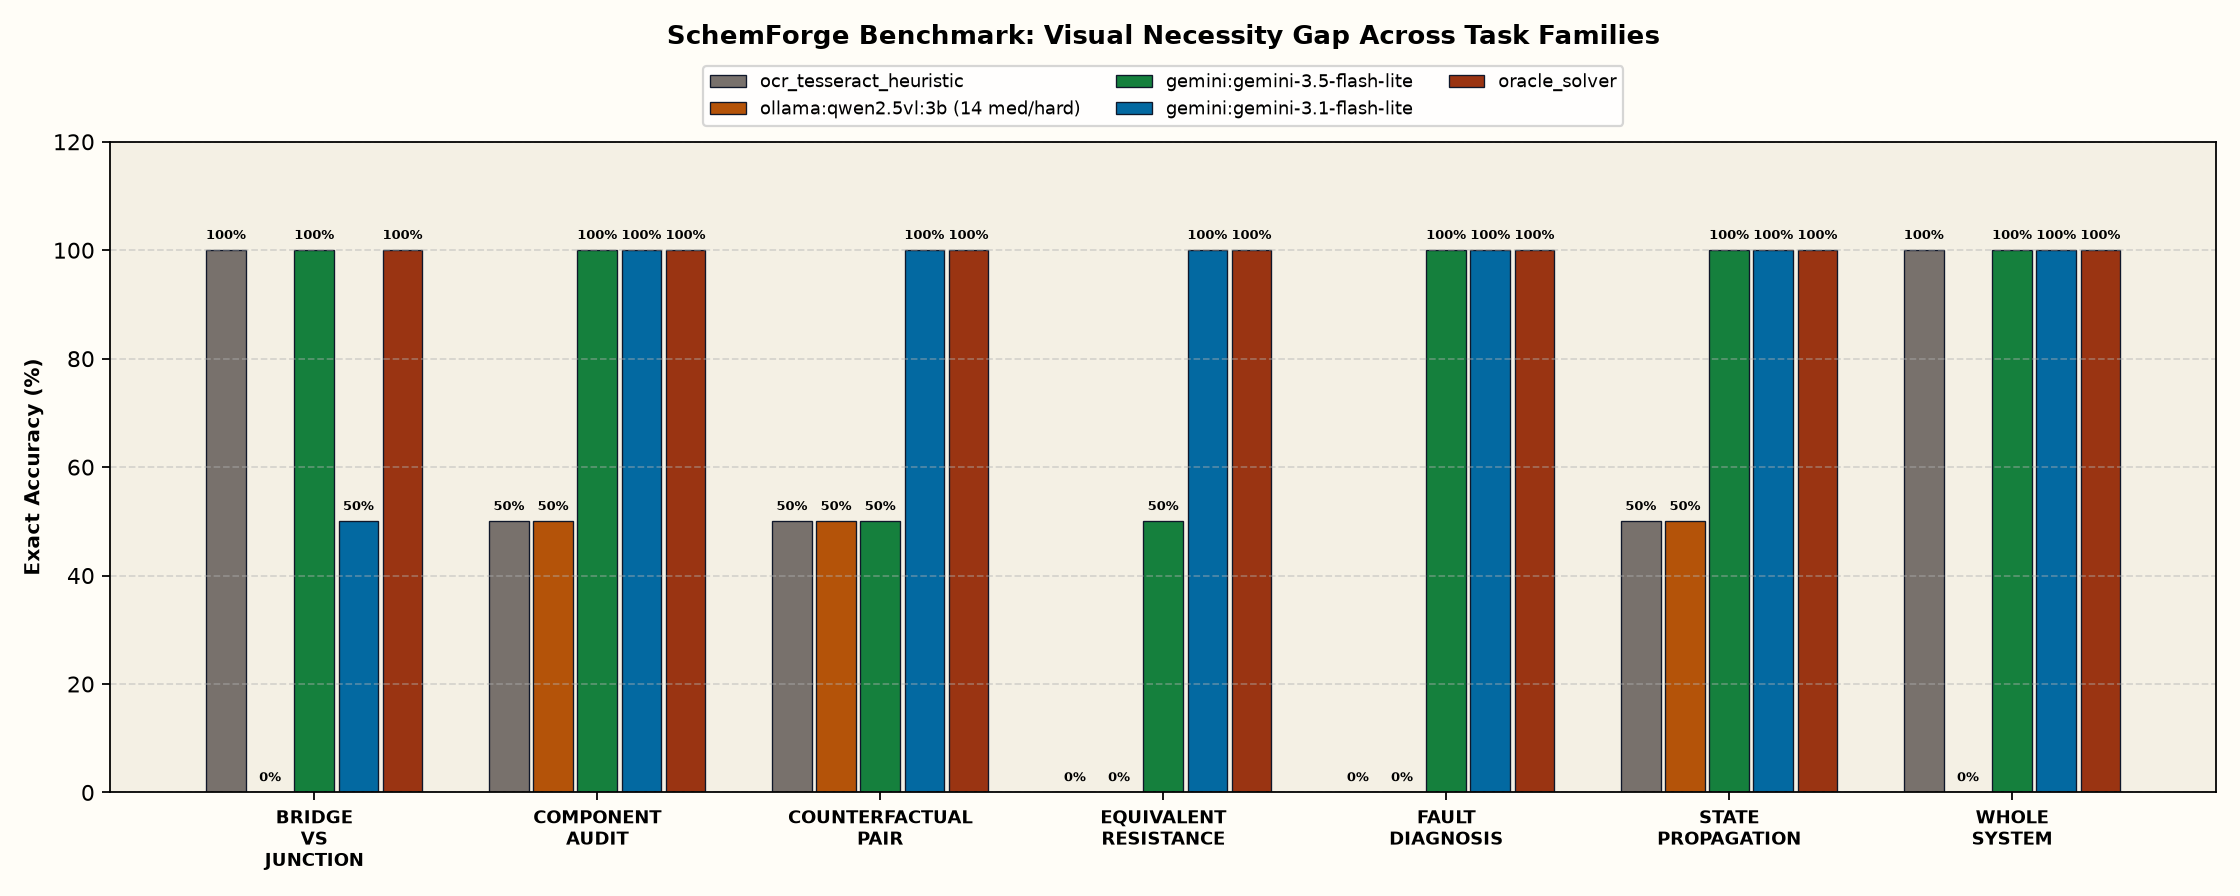 SchemForge Benchmark: Visual Necessity Gap Across Task Families
ocr_tesseract_heuristic
ollama:qwen2.5vl:3b (14 med/hard)
gemini:gemini-3.5-flash-lite
gemini:gemini-3.1-flash-lite
oracle_solver
Exact Accuracy (%)
120
100
80
60
40
20
0
100% 0% 100% 50% 100%
50% 50% 100% 100% 100%
50% 50% 50% 100% 100%
0% 0% 50% 100% 100%
0% 0% 100% 100% 100%
50% 50% 100% 100% 100%
100% 0% 100% 100% 100%
BRIDGE
VS
JUNCTION
COMPONENT
AUDIT
COUNTERFACTUAL
PAIR
EQUIVALENT
RESISTANCE
FAULT
DIAGNOSIS
STATE
PROPAGATION
WHOLE
SYSTEM